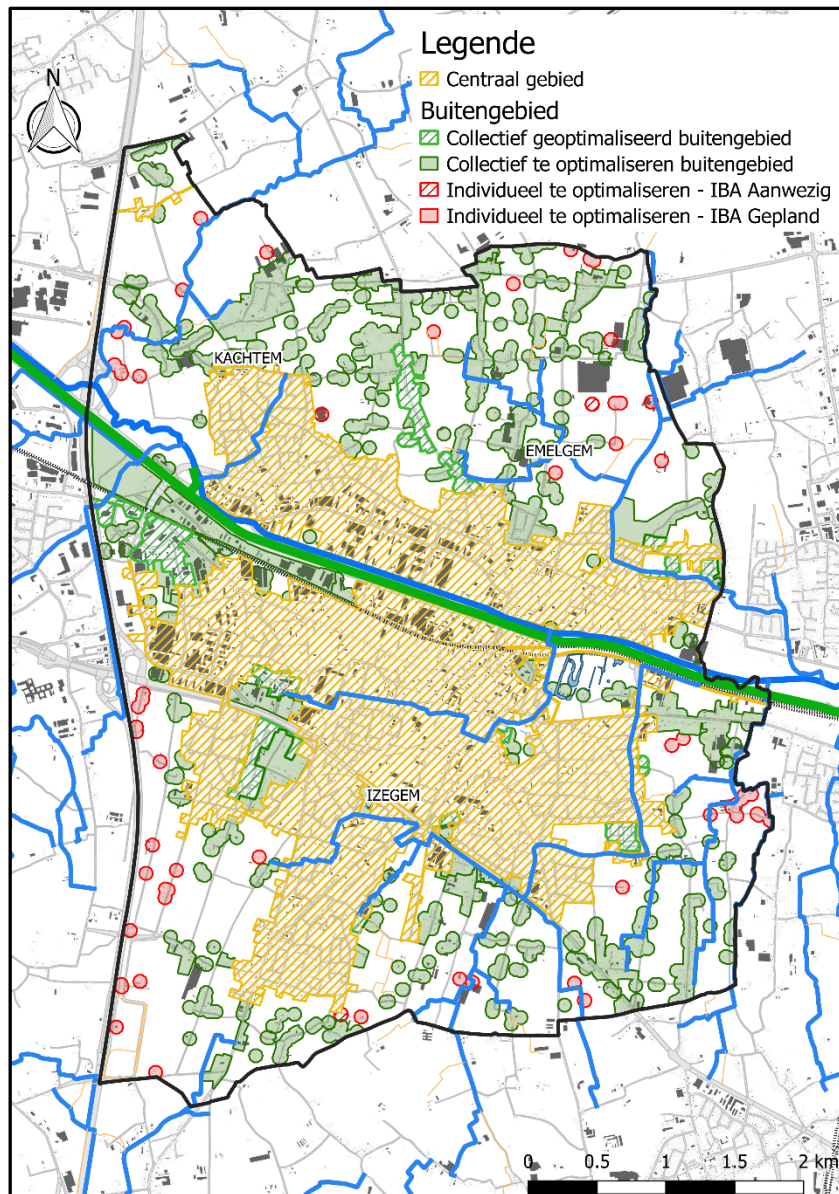 Legende
Centraal gebied
Buitengebied
Collectief geoptimaliseerd buitengebied
Collectief te optimaliseren buitengebied
Individueel te optimaliseren - IBA Aanwezig
Individueel te optimaliseren - IBA Gepland
N
KACHTEM
EMELGEM
IZEGEM
0 0.5 1 1.5 2 km